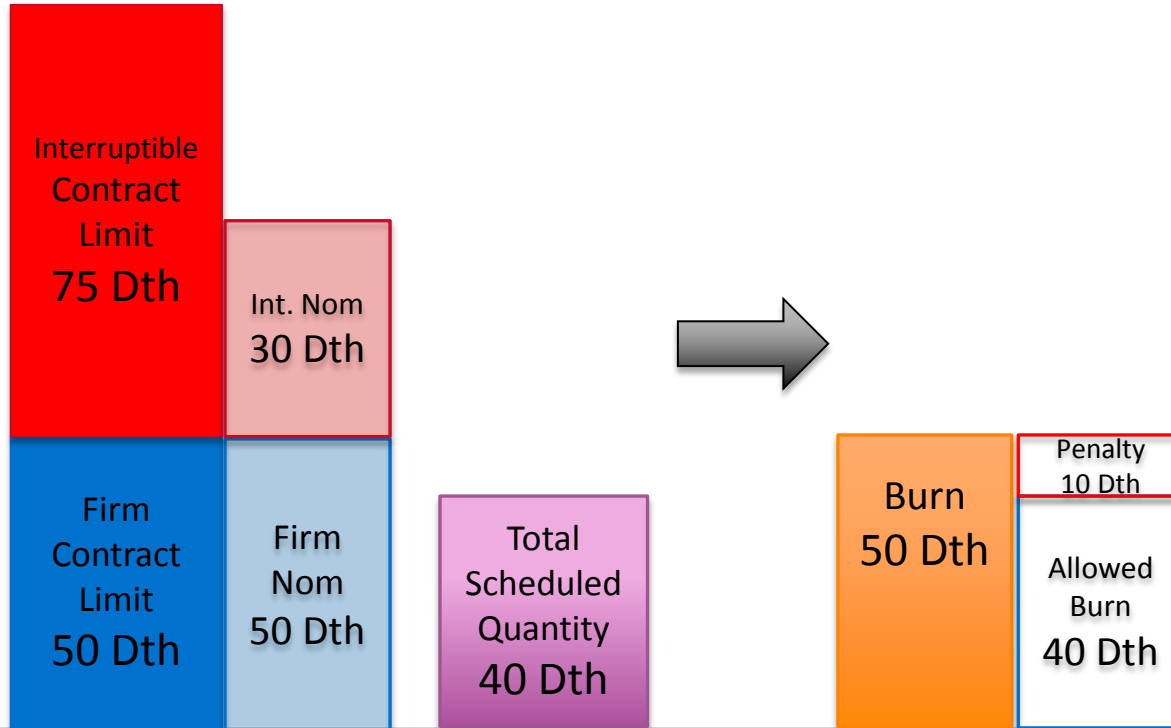 Interruptible
Contract
Limit
75 Dth
Int. Nom
30 Dth
Firm
Contract
Limit
50 Dth
Firm
Nom
50 Dth
Total
Scheduled
Quantity
40 Dth
Burn
50 Dth
Penalty
10 Dth
Allowed
Burn
40 Dth